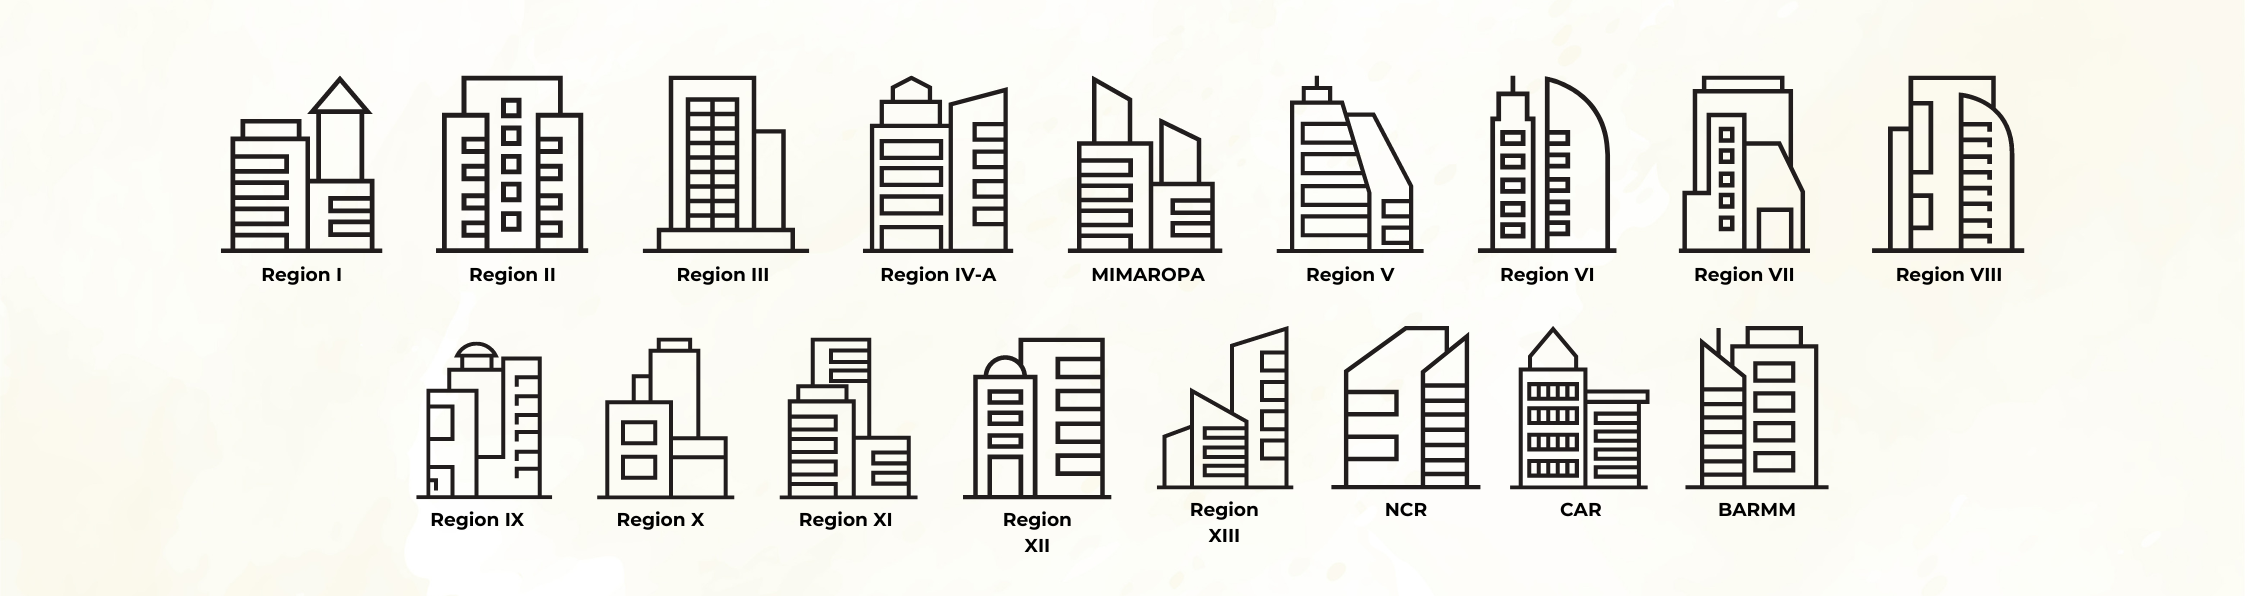 Region I
Region II
Region III
Region IV-A
MIMAROPA
Region V
Region VI
Region VII
Region VIII
Region IX
Region X
Region XI
Region
XII
Region
XIII
NCR
CAR
BARMM